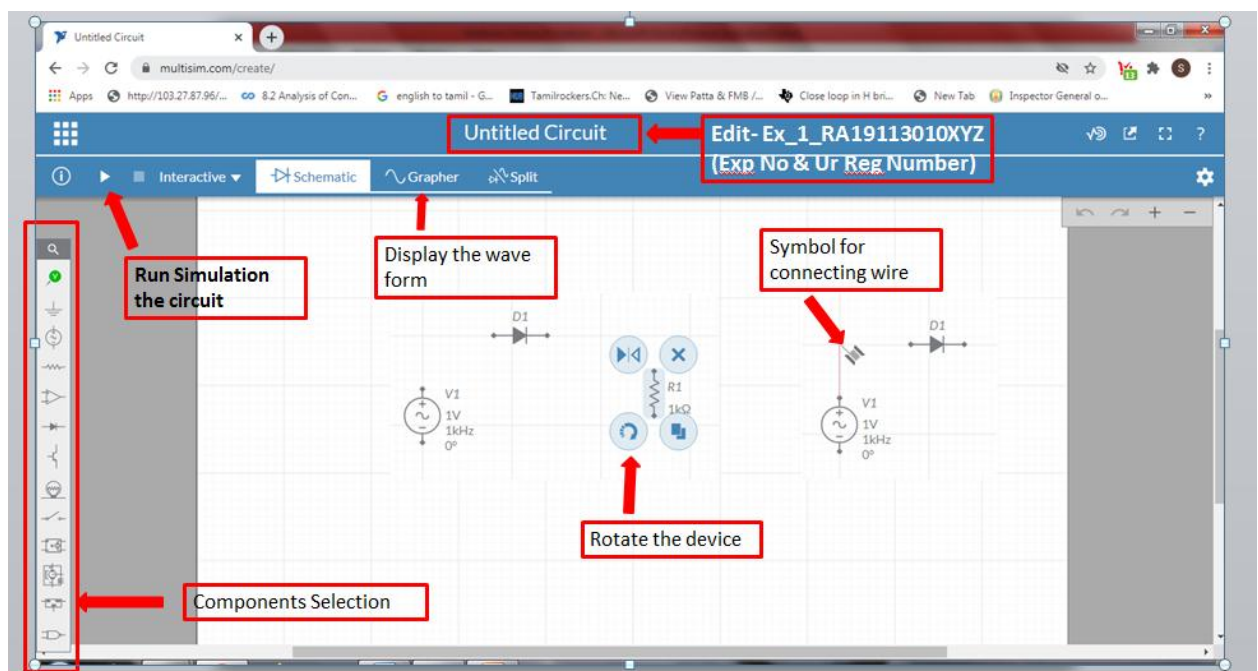 Untitled Circuit
multisim.com/create/
S
Apps http://103.27.87.96/... 8.2 Analysis of Con... english to tamil - G... Tamilrockers.Ch: Ne... View Patta & FMB /... Close loop in H bri... New Tab Inspector General o... »
Untitled Circuit
Edit- Ex_1_RA19113010XYZ
(Exp No & Ur Reg Number)
?
Interactive
Schematic
Grapher
Split
Run Simulation
the circuit
Display the wave
form
Symbol for
connecting wire
D1
V1
1V
1kHz
0°
R1
1kΩ
D1
V1
1V
1kHz
0°
Rotate the device
Components Selection